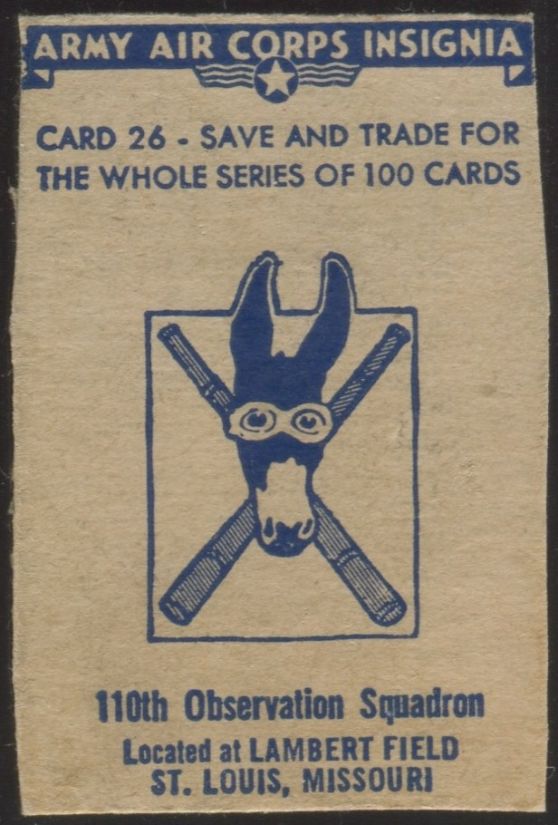 ARMY AIR CORPS INSIGNIA
CARD 26 - SAVE AND TRADE FOR
THE WHOLE SERIES OF 100 CARDS
110th Observation Squadron
Located at LAMBERT FIELD
ST. LOUIS, MISSOURI